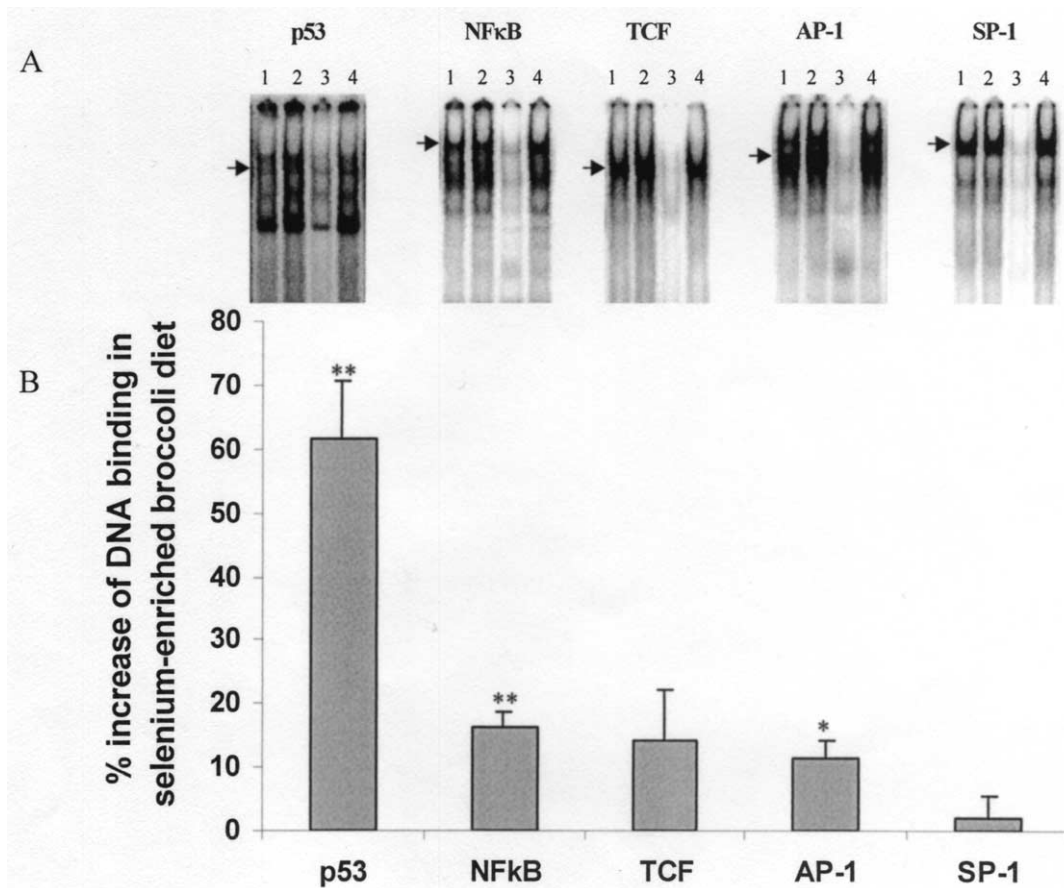 p53 NFκB TCF AP-1 SP-1
A
1 2 3 4 1 2 3 4 1 2 3 4 1 2 3 4 1 2 3 4
B
% increase of DNA binding in
selenium-enriched broccoli diet
80
70
60
50
40
30
20
10
0
** ** * 
p53 NFkB TCF AP-1 SP-1